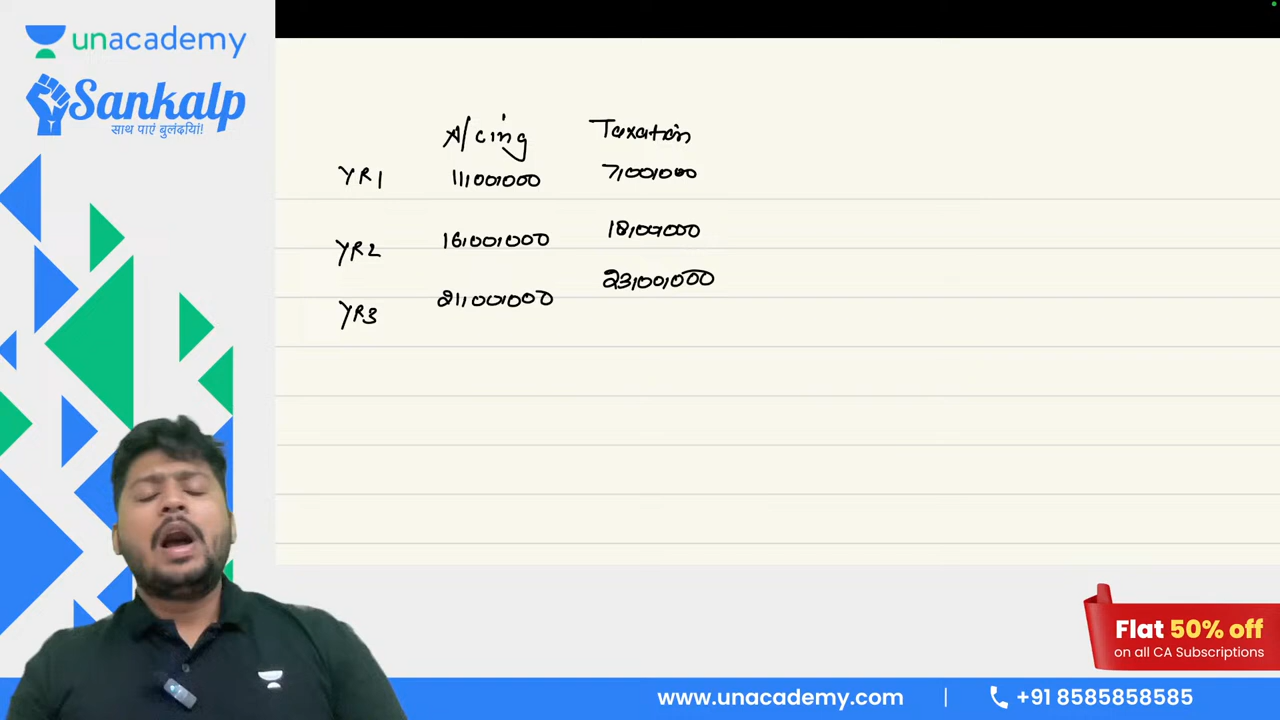 unacademy
Sankalp
साथ पाएं बुलंदियां!
A/cing Taxation
YR1 11,00,000 7,00,000
YR2 16,00,000 18,00,000
YR3 21,00,000 23,00,000
Flat 50% off
on all CA Subscriptions
www.unacademy.com | +91 8585858585